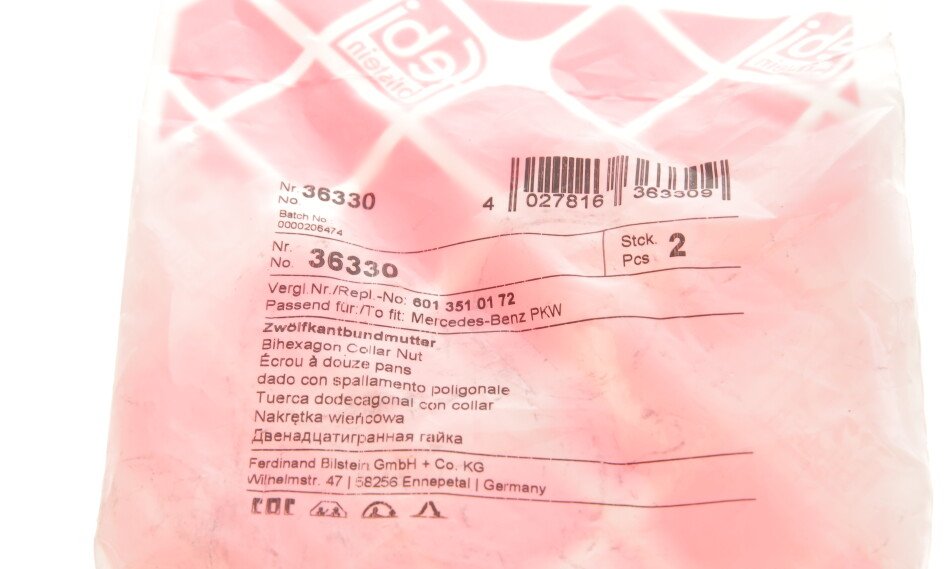 febi
bilstein
febi
bilstein
Nr. No. 36330
Batch No
0000206474
4 027816 363309
Nr. No. 36330
Stck. Pcs 2
Vergl.Nr./Repl.-No: 601 351 01 72
Passend für:/To fit: Mercedes-Benz PKW
Zwölfkantbundmutter
Bihexagon Collar Nut
Écrou à douze pans
dado con spallamento poligonale
Tuerca dodecagonal con collar
Nakrętka wieńcowa
Двенадцатигранная гайка
Ferdinand Bilstein GmbH + Co. KG
Wilhelmstr. 47 | 58256 Ennepetal | Germany
EAC